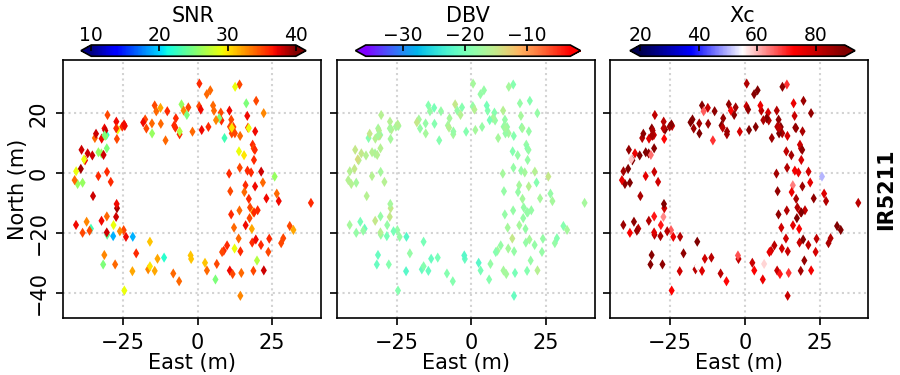 SNR DBV Xc
10 20 30 40 −30 −20 −10 20 40 60 80
North (m)
20
0
−20
−40
−25 0 25 −25 0 25 −25 0 25
East (m) East (m) East (m)
IR5211